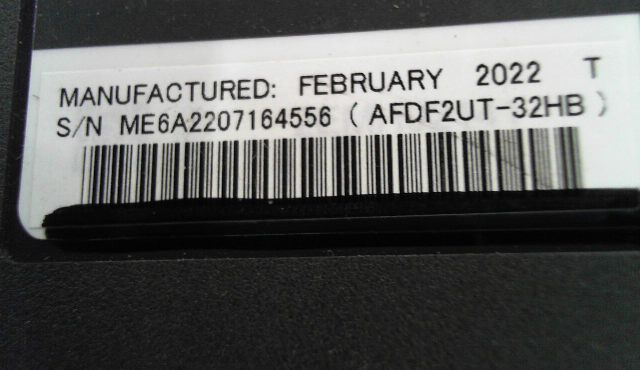 MANUFACTURED: FEBRUARY 2022 T
S/N ME6A2207164556 (AFDF2UT-32HB)